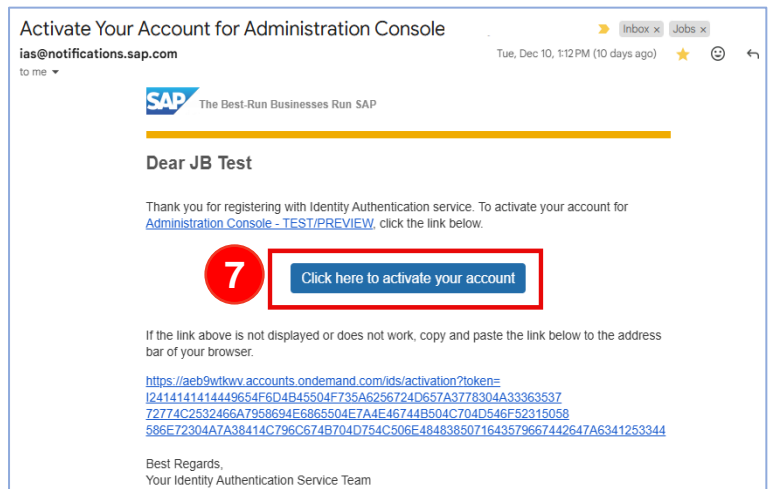 Activate Your Account for Administration Console
Inbox x Jobs x
ias@notifications.sap.com
Tue, Dec 10, 1:12 PM (10 days ago)
to me
SAP The Best-Run Businesses Run SAP
Dear JB Test
Thank you for registering with Identity Authentication service. To activate your account for
Administration Console - TEST/PREVIEW, click the link below.
7
Click here to activate your account
If the link above is not displayed or does not work, copy and paste the link below to the address
bar of your browser.
https://aeb9wtkwv.accounts.ondemand.com/ids/activation?token=
I2414141414449654F6D4B45504F735A6256724D657A3778304A33363537
72774C2532466A7958694E6865504E7A4E46744B504C704D546F52315058
586E72304A7A38414C796C674B704D754C506E4848385071643579667442647A6341253344
Best Regards,
Your Identity Authentication Service Team